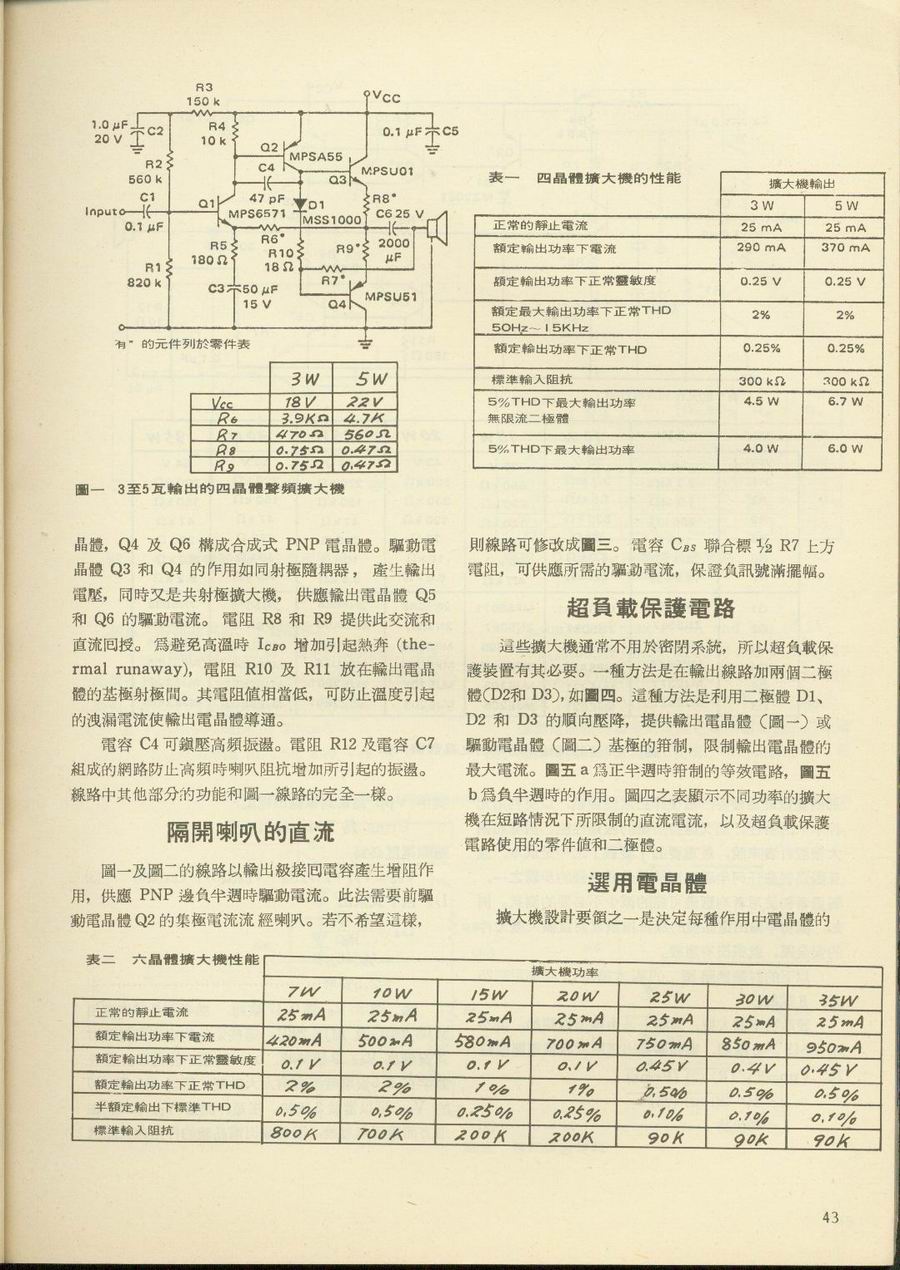 R3
150 k
VCC
1.0 μF
20 V
C2
R4
10 k
0.1 μF
C5
Q2
MPSA55
R2
560 k
C4
Q3
MPSU01
C1
47 pF
D1
R8*
Input
Q1
MPS6571
MSS1000
C6 25 V
0.1 μF
R6*
2000
μF
R5
180 Ω
R10
18 Ω
R9*
R1
820 k
R7*
C3
50 μF
15 V
Q4
MPSU51
有* 的元件列於零件表
3W 5W
Vcc 18V 22V
R6 3.9KΩ 4.7K
R7 470Ω 560Ω
R8 0.75Ω 0.47Ω
R9 0.75Ω 0.47Ω
圖一 3至5瓦輸出的四晶體聲頻擴大機
表一 四晶體擴大機的性能
擴大機輸出
3 W 5 W
正常的靜止電流 25 mA 25 mA
額定輸出功率下電流 290 mA 370 mA
額定輸出功率下正常靈敏度 0.25 V 0.25 V
額定最大輸出功率下正常THD 2% 2%
50Hz～15KHz
額定輸出功率下正常THD 0.25% 0.25%
標準輸入阻抗 300 kΩ 300 kΩ
5%THD下最大輸出功率 4.5 W 6.7 W
無限流二極體
5%THD下最大輸出功率 4.0 W 6.0 W
晶體，Q4 及 Q6 構成合成式 PNP 電晶體。驅動電
晶體 Q3 和 Q4 的作用如同射極隨耦器，產生輸出
電壓，同時又是共射極擴大機，供應輸出電晶體 Q5
和 Q6 的驅動電流。電阻 R8 和 R9 提供此交流和
直流回授。爲避免高溫時 ICBO 增加引起熱奔 (the-
rmal runaway)，電阻 R10 及 R11 放在輸出電晶
體的基極射極間。其電阻值相當低，可防止溫度引起
的洩漏電流使輸出電晶體導通。
電容 C4 可鎭壓高頻振盪。電阻 R12 及電容 C7
組成的網路防止高頻時喇叭阻抗增加所引起的振盪。
線路中其他部分的功能和圖一線路的完全一樣。
隔開喇叭的直流
圖一及圖二的線路以輸出級接回電容產生增阻作
用，供應 PNP 邊負半週時驅動電流。此法需要前驅
動電晶體 Q2 的集極電流流經喇叭。若不希望這樣，
則線路可修改成圖三。電容 CBS 聯合標 ½ R7 上方
電阻，可供應所需的驅動電流，保證負訊號滿擺幅。
超負載保護電路
這些擴大機通常不用於密閉系統，所以超負載保
護裝置有其必要。一種方法是在輸出線路加兩個二極
體(D2和 D3)，如圖四。這種方法是利用二極體 D1、
D2 和 D3 的順向壓降，提供輸出電晶體（圖一）或
驅動電晶體（圖二）基極的箝制，限制輸出電晶體的
最大電流。圖五 a 爲正半週時箝制的等效電路，圖五
b 爲負半週時的作用。圖四之表顯示不同功率的擴大
機在短路情況下所限制的直流電流，以及超負載保護
電路使用的零件值和二極體。
選用電晶體
擴大機設計要領之一是決定每種作用中電晶體的
表二 六晶體擴大機性能
擴大機功率
7W 10W 15W 20W 25W 30W 35W
正常的靜止電流 25mA 25mA 25mA 25mA 25mA 25mA 25mA
額定輸出功率下電流 420mA 500mA 580mA 700mA 750mA 850mA 950mA
額定輸出功率下正常靈敏度 0.1V 0.1V 0.1V 0.1V 0.45V 0.4V 0.45V
額定輸出功率下正常THD 2% 2% 1% 1% 0.5% 0.5% 0.5%
半額定輸出下標準THD 0.5% 0.5% 0.25% 0.25% 0.1% 0.1% 0.1%
標準輸入阻抗 800K 700K 200K 200K 90K 90K 90K
43